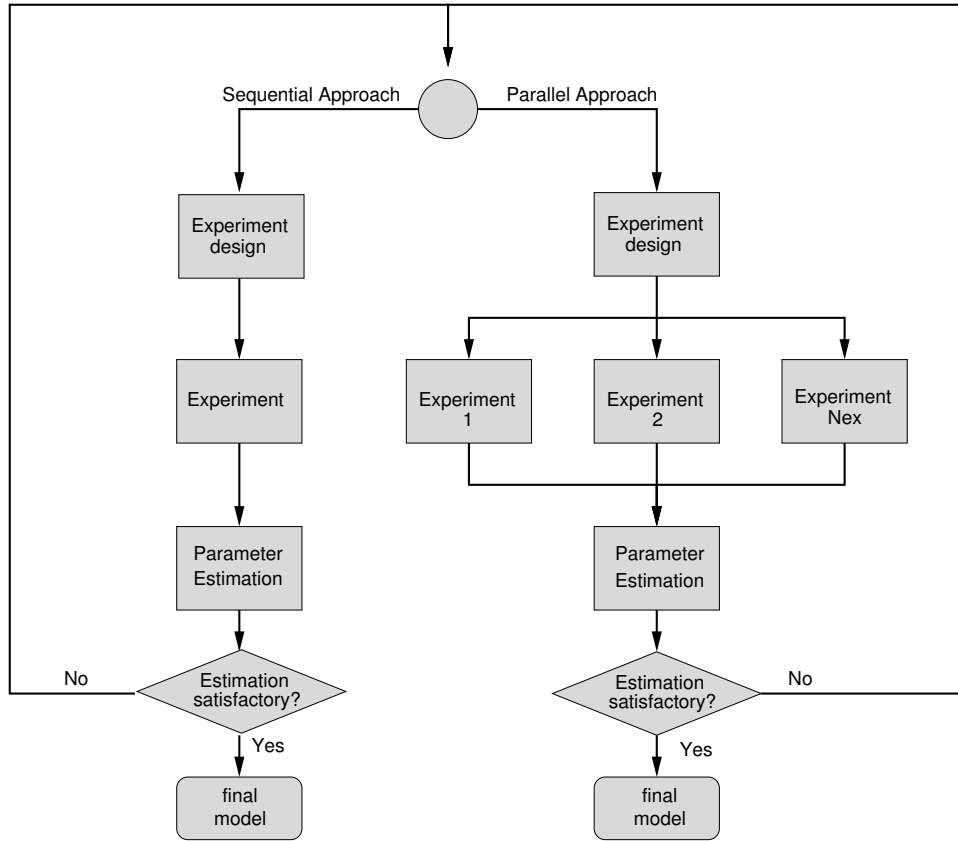 Sequential Approach
Parallel Approach
Experiment
design
Experiment
design
Experiment
Experiment
1
Experiment
2
Experiment
Nex
Parameter
Estimation
Parameter
Estimation
No
Estimation
satisfactory?
Estimation
satisfactory?
No
Yes
Yes
final
model
final
model